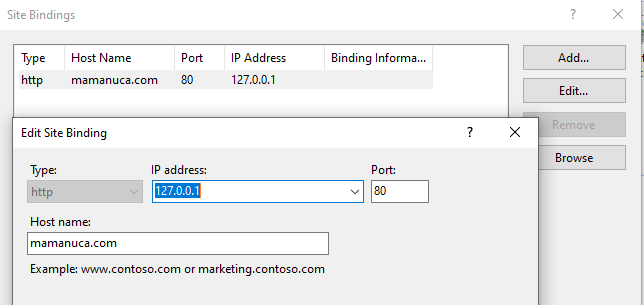 Site Bindings
? ×
Type Host Name Port IP Address Binding Informa...
http mamanuca.com 80 127.0.0.1
Add...
Edit...
Remove
Browse
Edit Site Binding ? ×
Type: IP address: Port:
http 127.0.0.1 80
Host name:
mamanuca.com
Example: www.contoso.com or marketing.contoso.com